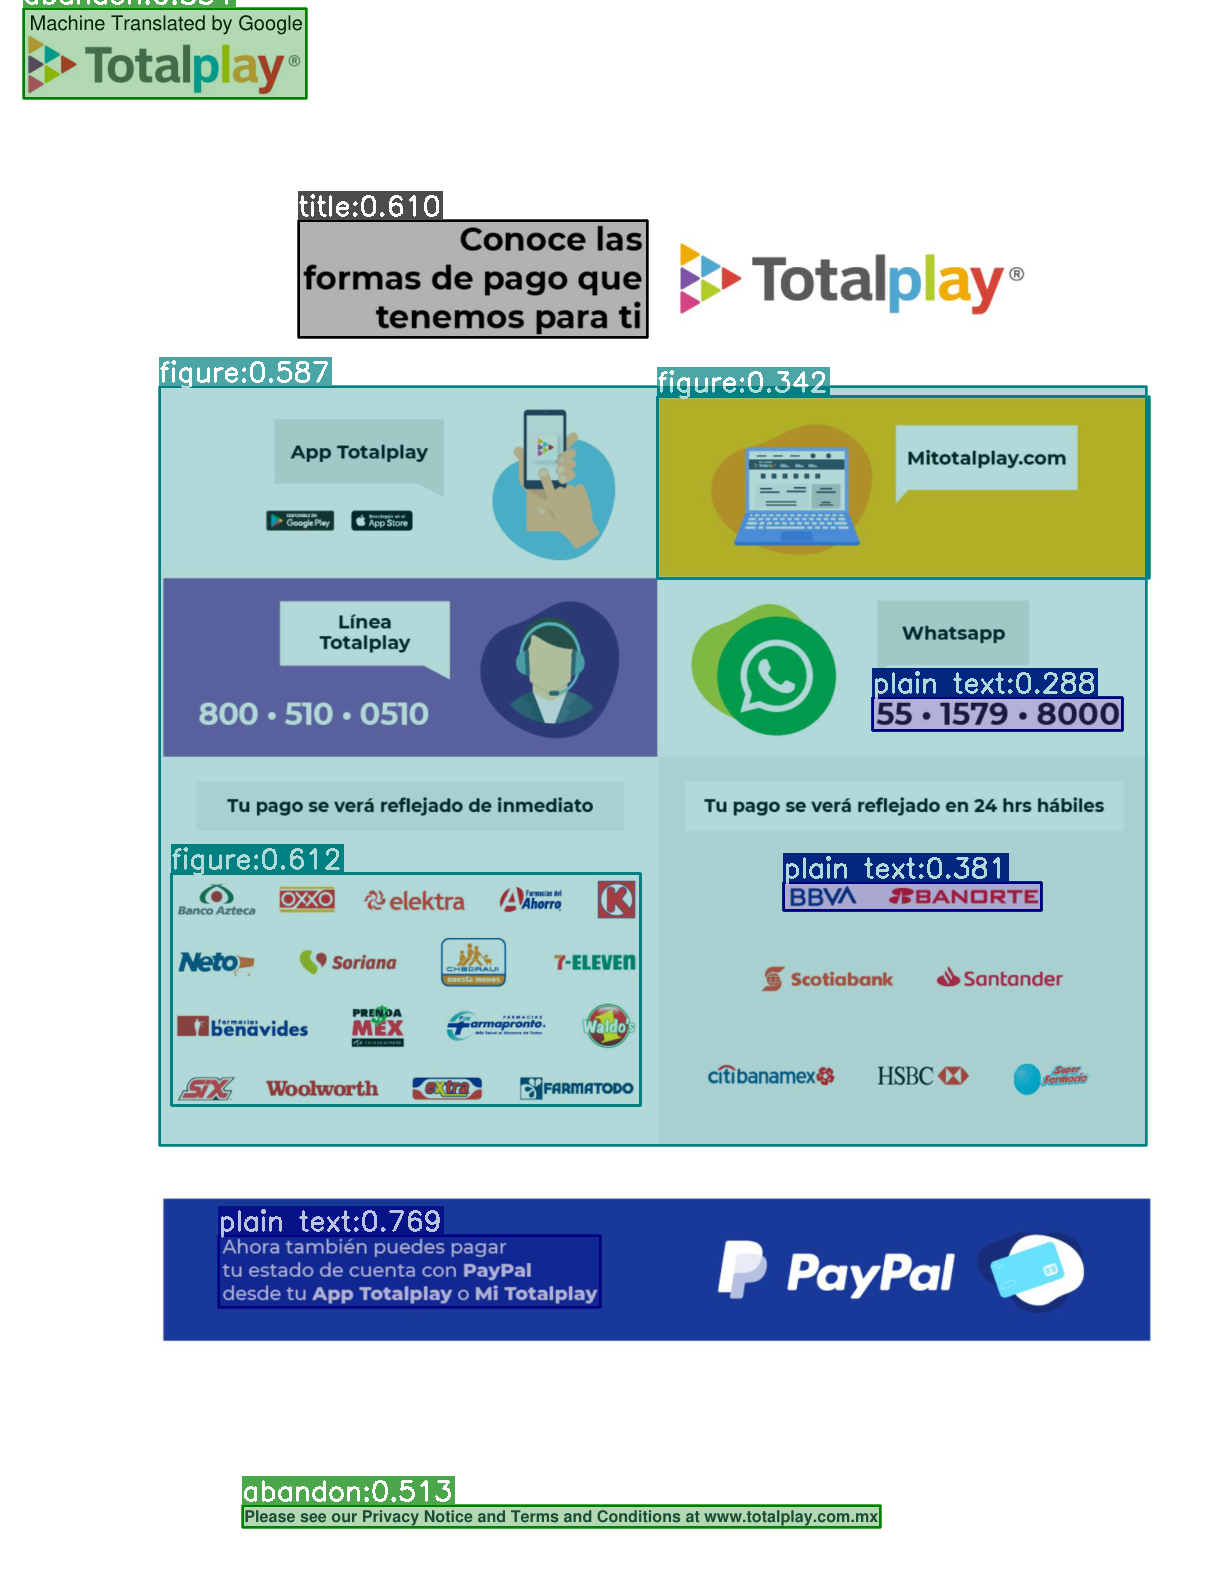 abandon:0.551
Machine Translated by Google
Totalplay®
title:0.610
Conoce las
formas de pago que
tenemos para ti
Totalplay®
figure:0.587
figure:0.342
App Totalplay
Google Play
App Store
Mitotalplay.com
Línea
Totalplay
800 • 510 • 0510
Whatsapp
plain text:0.288
55 • 1579 • 8000
Tu pago se verá reflejado de inmediato
Tu pago se verá reflejado en 24 hrs hábiles
figure:0.612
Banco Azteca OXXO elektra Farmacias del Ahorro K
Neto Soriana CHEDRAUI cuesta menos 7-ELEVEn
farmacias benavides PRENDA MEX FARMACIAS farmapronto. Waldo's
SIX Woolworth extra FARMATODO
plain text:0.381
BBVA BANORTE
Scotiabank Santander
citibanamex HSBC Super Farmacia
plain text:0.769
Ahora también puedes pagar
tu estado de cuenta con PayPal
desde tu App Totalplay o Mi Totalplay
PayPal
abandon:0.513
Please see our Privacy Notice and Terms and Conditions at www.totalplay.com.mx